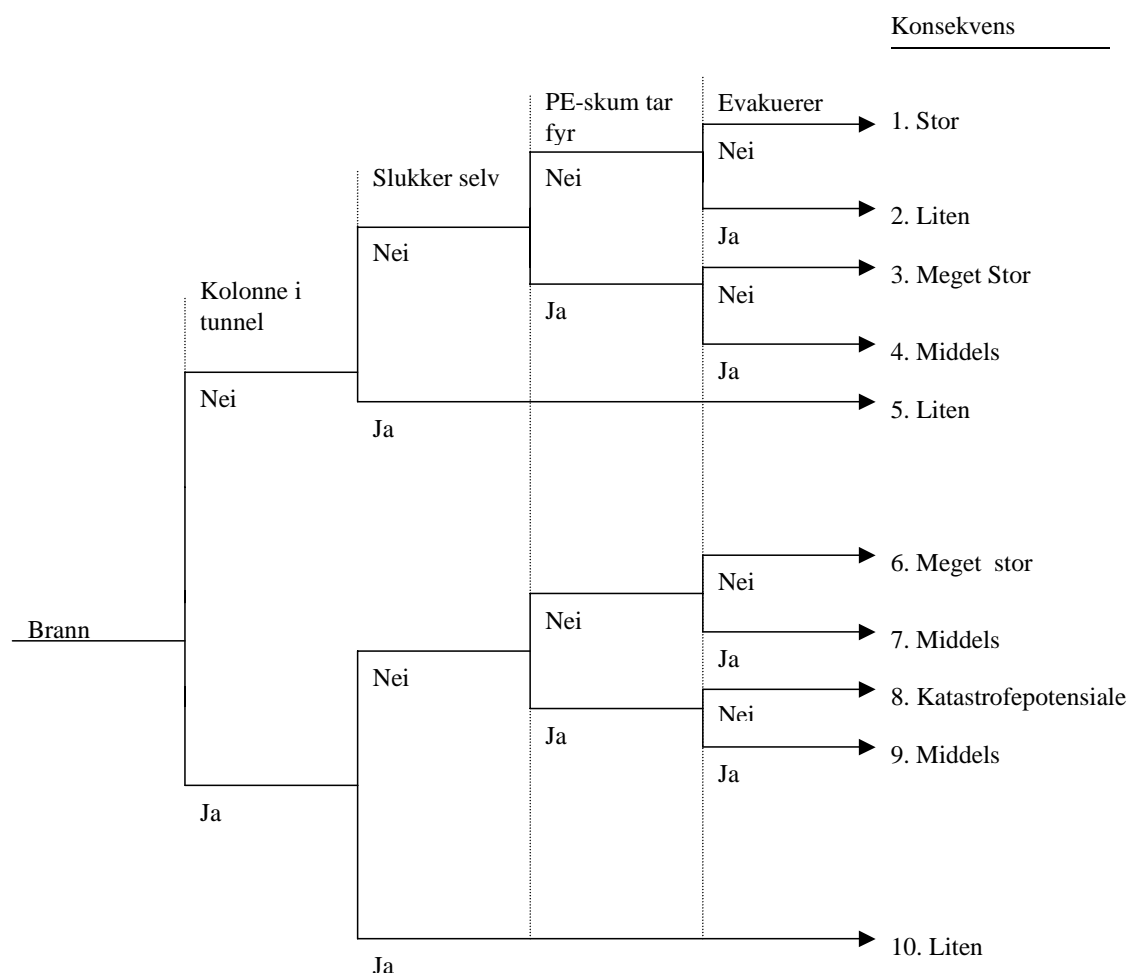 Konsekvens
PE-skum tar
fyr
Evakuerer
1. Stor
Nei
Slukker selv
Nei
2. Liten
Ja
Nei
3. Meget Stor
Kolonne i
tunnel
Nei
Ja
4. Middels
Ja
Nei
5. Liten
Ja
6. Meget stor
Nei
Nei
Brann
7. Middels
Ja
Nei
8. Katastrofepotensiale
Nei
Ja
9. Middels
Ja
Ja
10. Liten
Ja